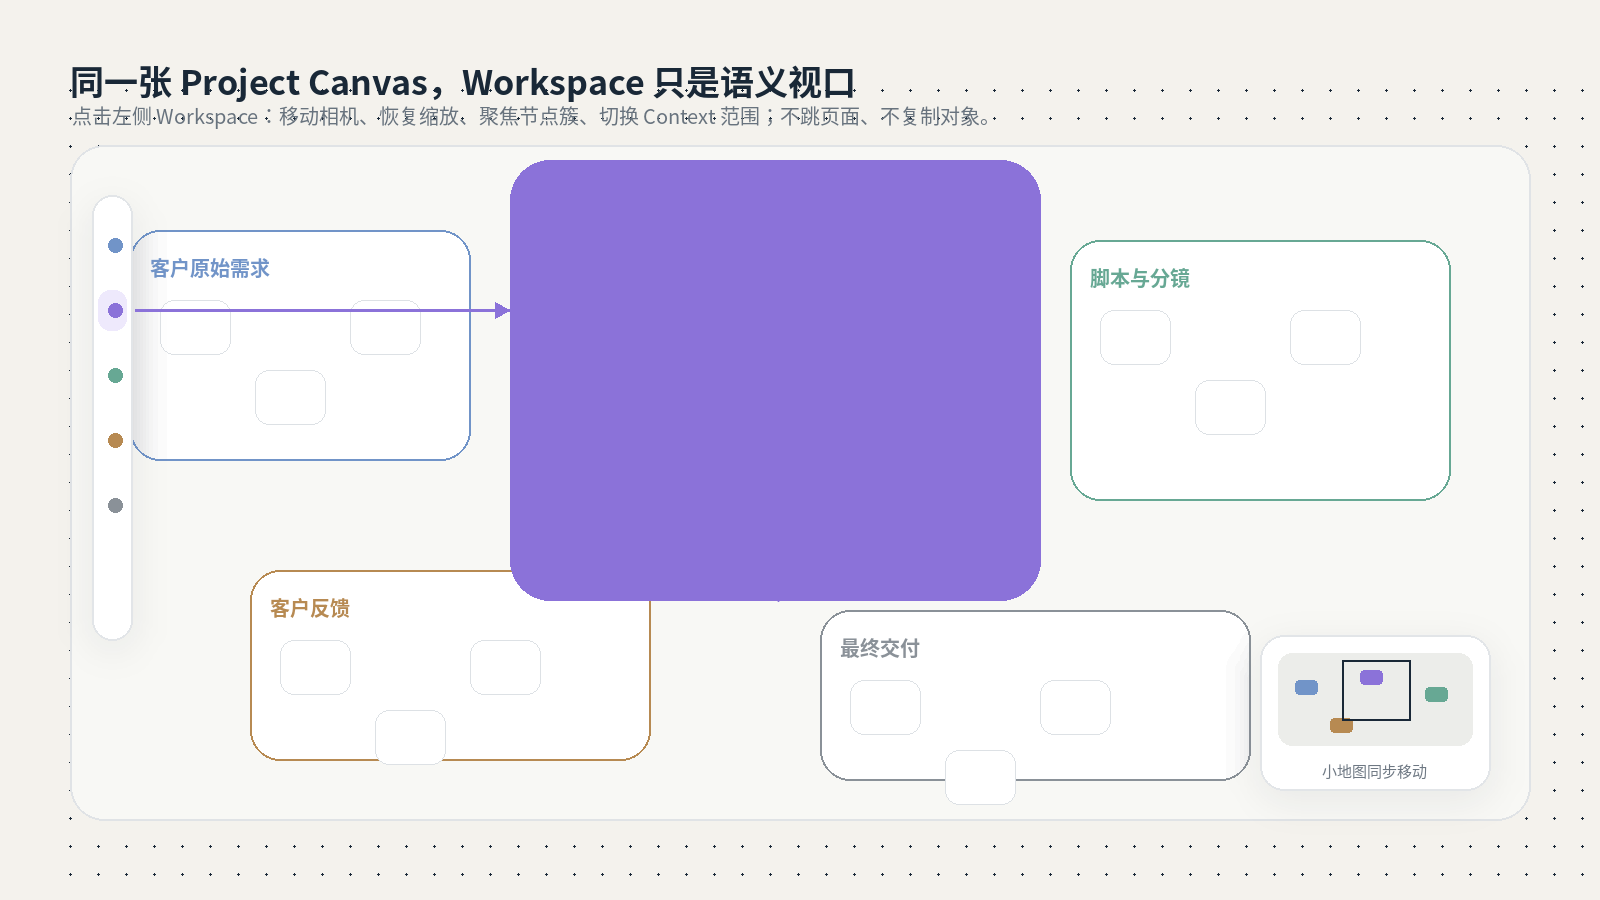 同一张 Project Canvas，Workspace 只是语义视口
点击左侧 Workspace：移动相机、恢复缩放、聚焦节点簇、切换 Context 范围；不跳页面、不复制对象。
客户原始需求
脚本与分镜
客户反馈
最终交付
小地图同步移动